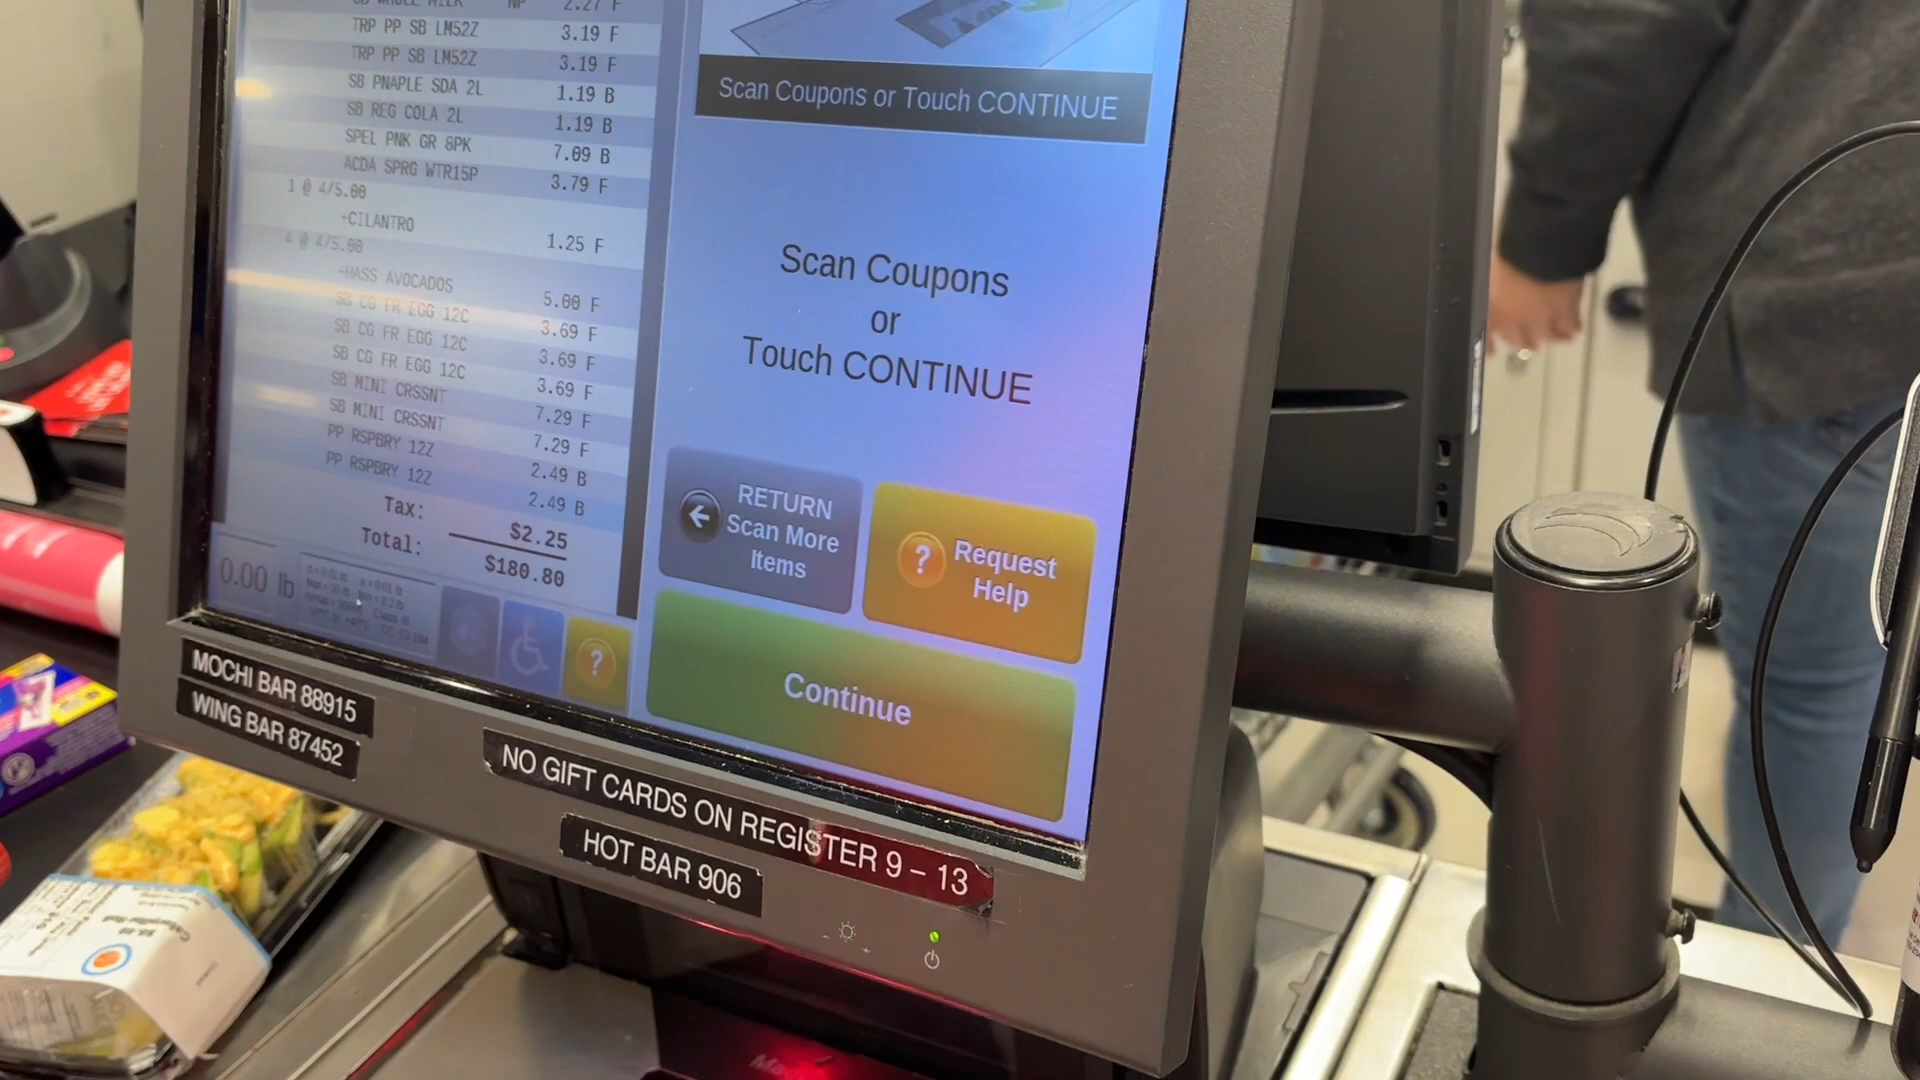 SB WHOLE MILK NP 2.27 F
TRP PP SB LM52Z 3.19 F
TRP PP SB LM52Z 3.19 F
SB PNAPLE SDA 2L 1.19 B
SB REG COLA 2L 1.19 B
SPEL PNK GR 8PK 7.09 B
ACDA SPRG WTR15P 3.79 F
1 @ 4/5.00
+CILANTRO 1.25 F
4 @ 4/5.00
+HASS AVOCADOS 5.00 F
SB CG FR EGG 12C 3.69 F
SB CG FR EGG 12C 3.69 F
SB CG FR EGG 12C 3.69 F
SB MINI CRSSNT 7.29 F
SB MINI CRSSNT 7.29 F
PP RSPBRY 12Z 2.49 B
PP RSPBRY 12Z 2.49 B
Tax: $2.25
Total: $180.80
0.00 lb
Scan Coupons or Touch CONTINUE
Scan Coupons
or
Touch CONTINUE
RETURN
Scan More
Items
? Request
Help
?
Continue
MOCHI BAR 88915
WING BAR 87452
NO GIFT CARDS ON REGISTER 9 – 13
HOT BAR 906